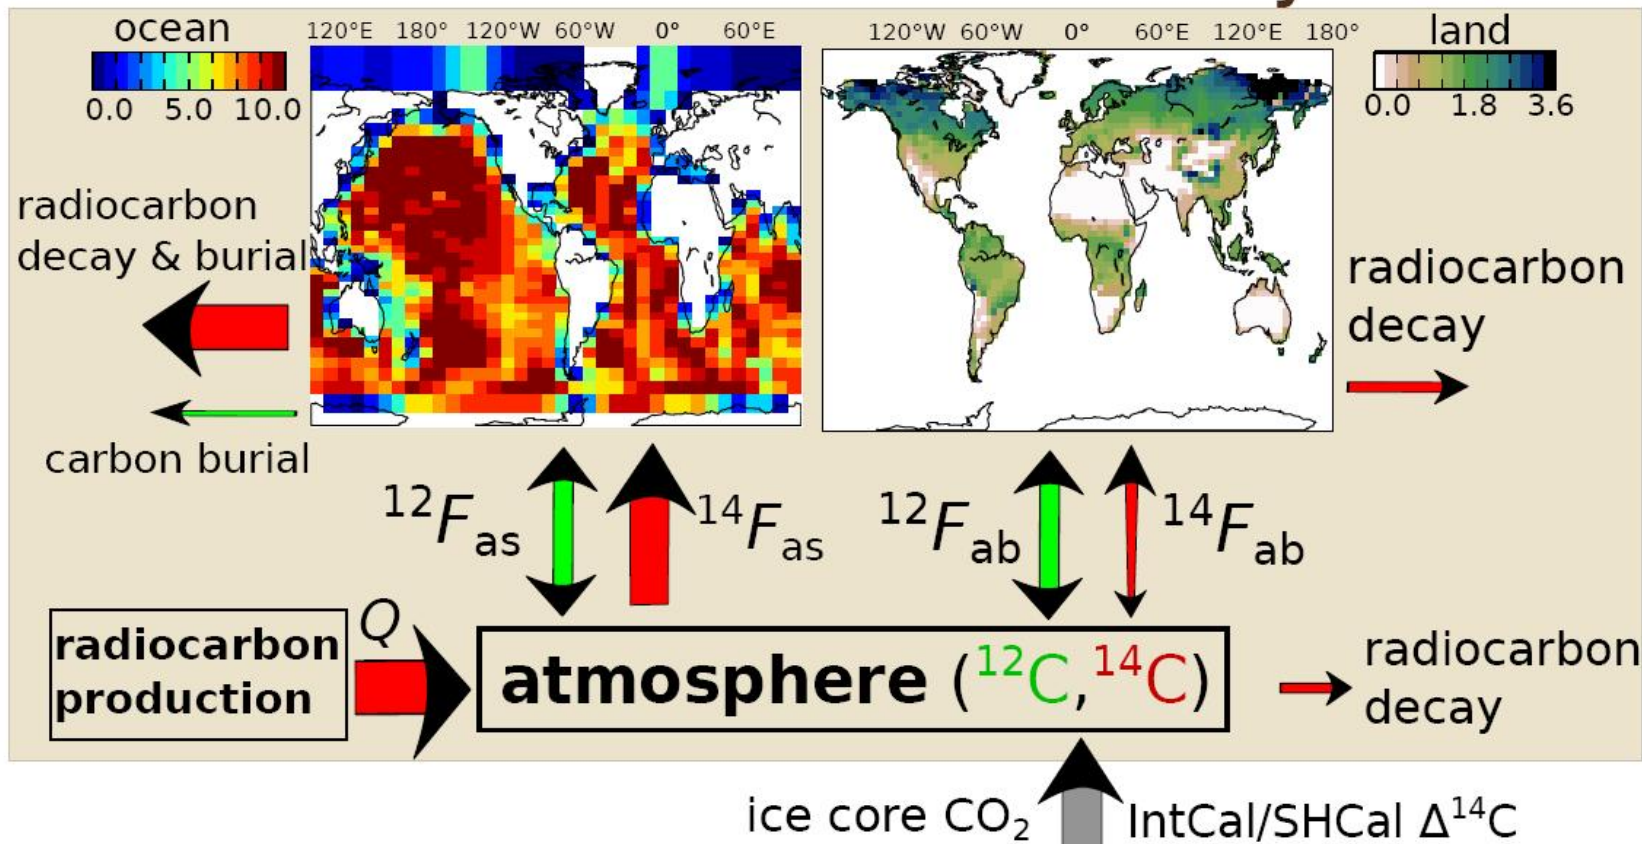 ocean
0.0 5.0 10.0
120°E 180° 120°W 60°W 0° 60°E
120°W 60°W 0° 60°E 120°E 180°
land
0.0 1.8 3.6
radiocarbon
decay & burial
carbon burial
radiocarbon
decay
¹²Fas
¹⁴Fas
¹²Fab
¹⁴Fab
radiocarbon
production
Q
atmosphere (¹²C,¹⁴C)
radiocarbon
decay
ice core CO₂
IntCal/SHCal Δ¹⁴C